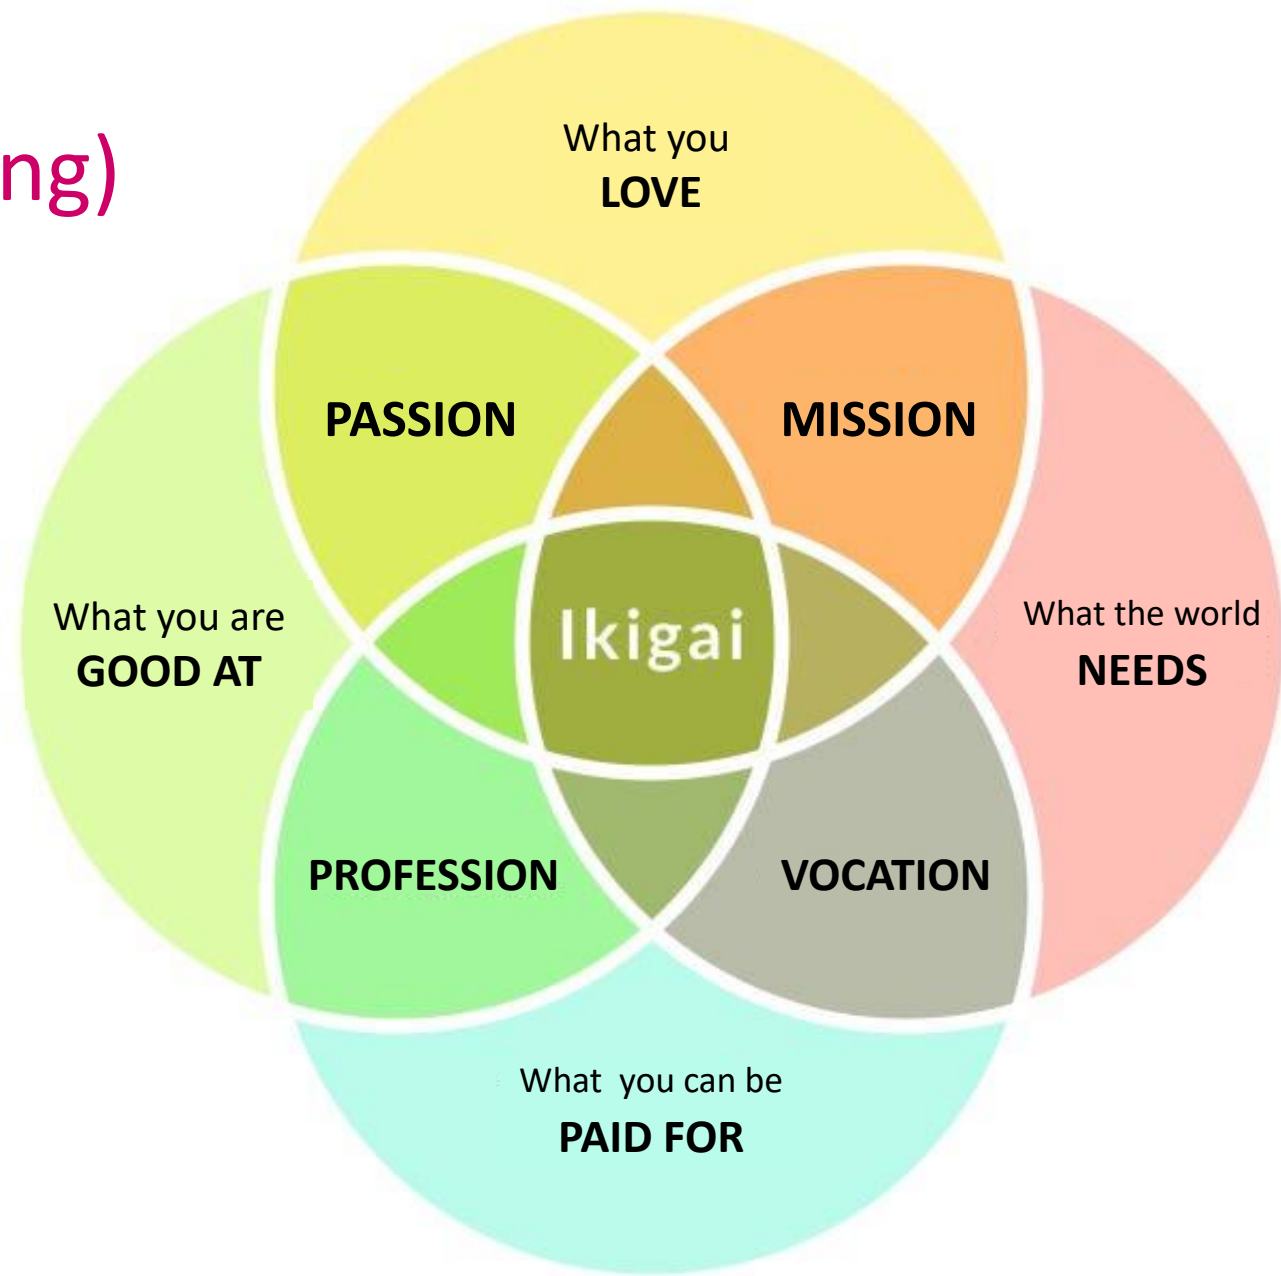 ng)
What you
LOVE
PASSION
MISSION
What you are
GOOD AT
Ikigai
What the world
NEEDS
PROFESSION
VOCATION
What you can be
PAID FOR